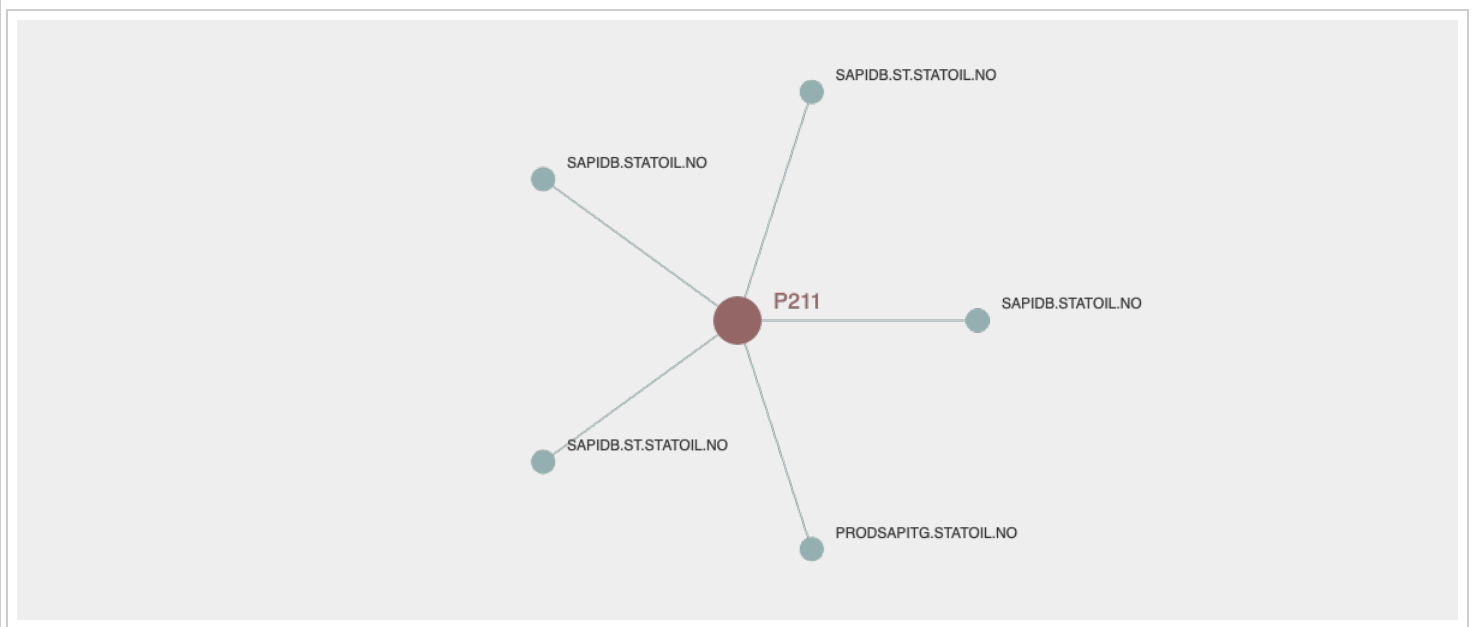 SAPIDB.ST.STATOIL.NO
SAPIDB.STATOIL.NO
P211
SAPIDB.STATOIL.NO
SAPIDB.ST.STATOIL.NO
PRODSAPITG.STATOIL.NO